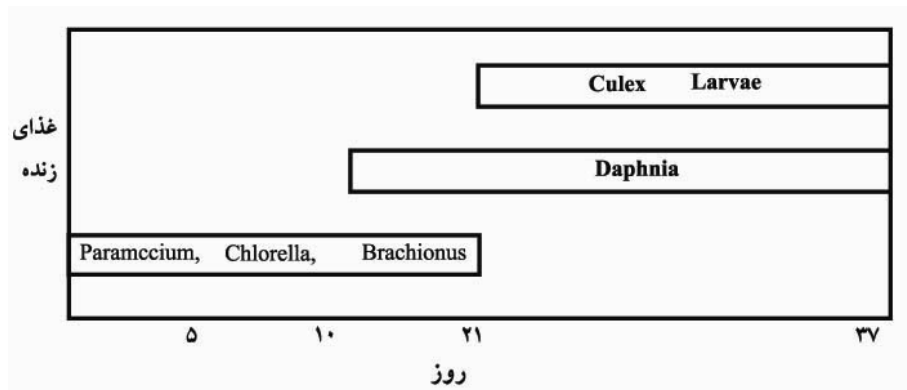 Culex Larvae
غذای
زنده
Daphnia
Paramccium, Chlorella, Brachionus
۵ ۱۰ ۲۱ ۳۷
روز